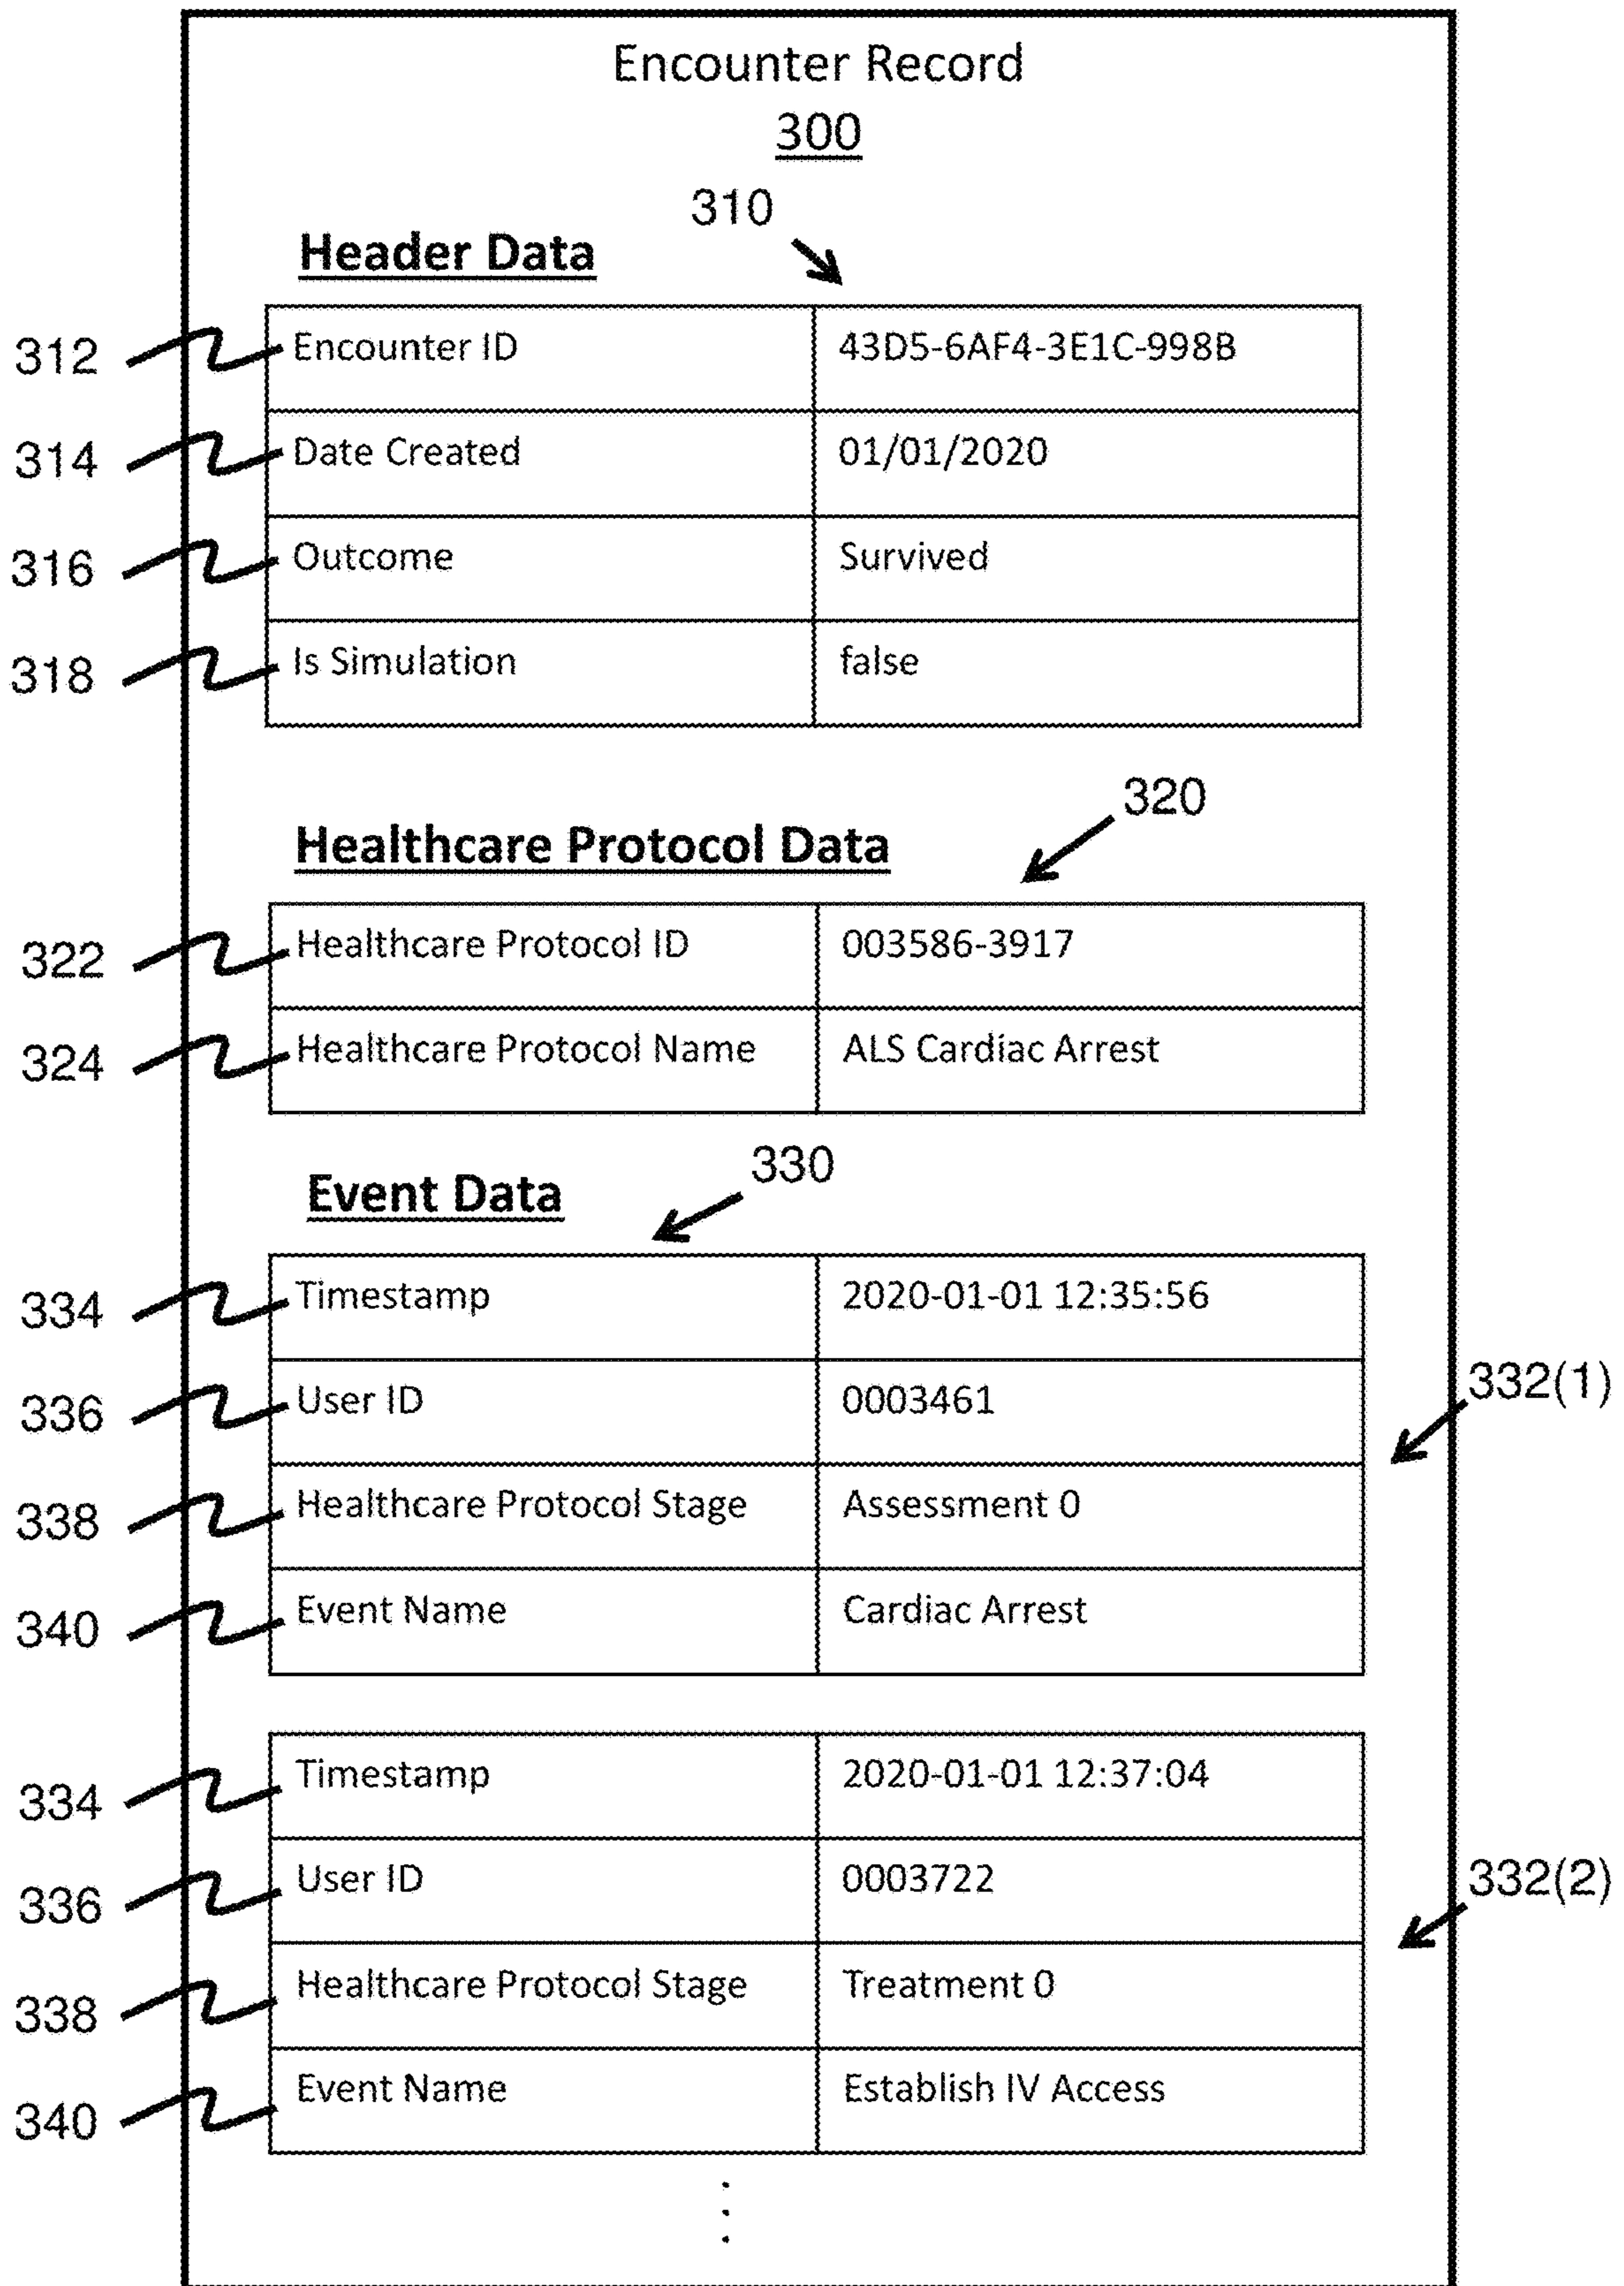 Encounter Record
300
310
Header Data
312 Encounter ID 43D5-6AF4-3E1C-998B
314 Date Created 01/01/2020
316 Outcome Survived
318 Is Simulation false
320
Healthcare Protocol Data
322 Healthcare Protocol ID 003586-3917
324 Healthcare Protocol Name ALS Cardiac Arrest
330
Event Data
334 Timestamp 2020-01-01 12:35:56
336 User ID 0003461 332(1)
338 Healthcare Protocol Stage Assessment 0
340 Event Name Cardiac Arrest
334 Timestamp 2020-01-01 12:37:04
336 User ID 0003722 332(2)
338 Healthcare Protocol Stage Treatment 0
340 Event Name Establish IV Access